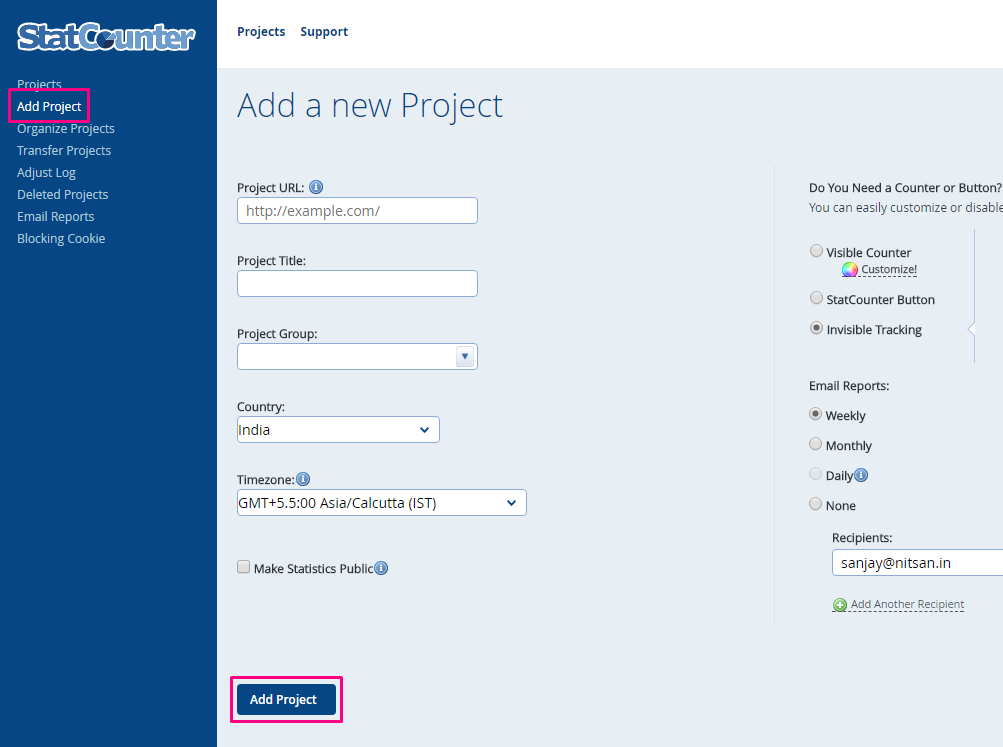 StatCounter
Projects
Add Project
Organize Projects
Transfer Projects
Adjust Log
Deleted Projects
Email Reports
Blocking Cookie
Projects Support
Add a new Project
Project URL:
http://example.com/
Project Title:
Project Group:
Country:
India
Timezone:
GMT+5.5:00 Asia/Calcutta (IST)
Make Statistics Public
Add Project
Do You Need a Counter or Button?
You can easily customize or disable
Visible Counter
Customize!
StatCounter Button
Invisible Tracking
Email Reports:
Weekly
Monthly
Daily
None
Recipients:
sanjay@nitsan.in
Add Another Recipient